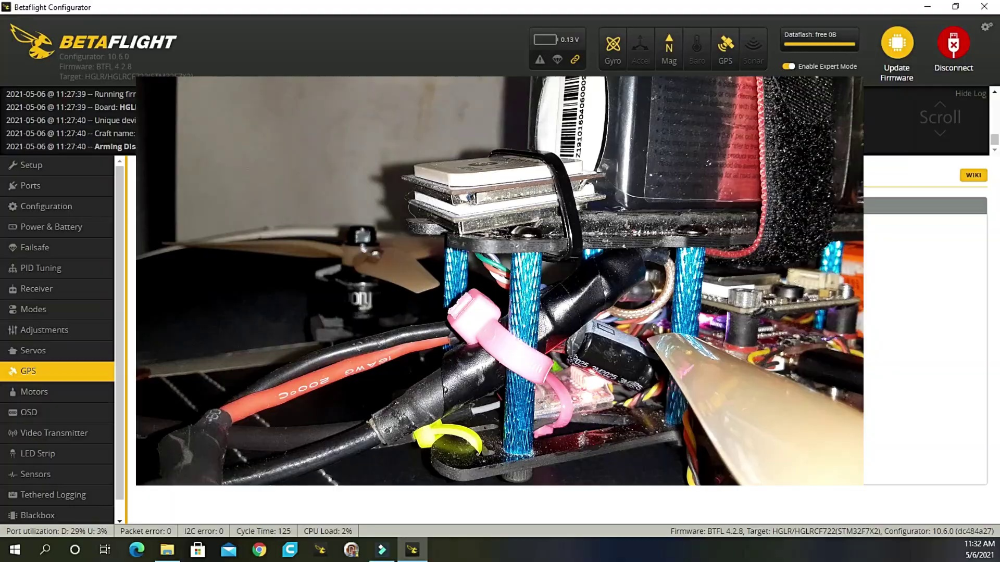 Betaflight Configurator
BETAFLIGHT
Configurator: 10.6.0
Firmware: BTFL 4.2.8
Target: HGLR/HGLRCF722(STM32F7X2)
0.13 V
Gyro
Accel
Mag
Baro
GPS
Sonar
Dataflash: free 0B
Enable Expert Mode
Update
Firmware
Disconnect
2021-05-06 @ 11:27:39 -- Running fir
2021-05-06 @ 11:27:39 -- Board: HGL
2021-05-06 @ 11:27:40 -- Unique devi
2021-05-06 @ 11:27:40 -- Craft name:
2021-05-06 @ 11:27:40 -- Arming Dis
Hide Log
Scroll
Setup
Ports
Configuration
Power & Battery
Failsafe
PID Tuning
Receiver
Modes
Adjustments
Servos
GPS
Motors
OSD
Video Transmitter
LED Strip
Sensors
Tethered Logging
Blackbox
WIKI
16 AWG 200°C
Port utilization: D: 29% U: 3%
Packet error: 0
I2C error: 0
Cycle Time: 125
CPU Load: 2%
Firmware: BTFL 4.2.8, Target: HGLR/HGLRCF722(STM32F7X2), Configurator: 10.6.0 (dc484a27)
11:32 AM
5/6/2021